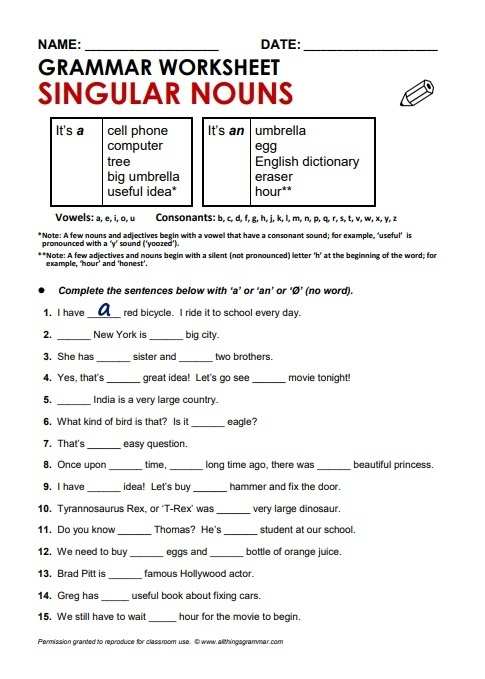 NAME: _____________________ DATE: _____________________
GRAMMAR WORKSHEET
SINGULAR NOUNS
It's a
cell phone
computer
tree
big umbrella
useful idea*
It's an
umbrella
egg
English dictionary
eraser
hour**
Vowels: a, e, i, o, u Consonants: b, c, d, f, g, h, j, k, l, m, n, p, q, r, s, t, v, w, x, y, z
*Note: A few nouns and adjectives begin with a vowel that have a consonant sound; for example, 'useful' is
pronounced with a 'y' sound ('yoozed').
**Note: A few adjectives and nouns begin with a silent (not pronounced) letter 'h' at the beginning of the word; for
example, 'hour' and 'honest'.
● Complete the sentences below with 'a' or 'an' or 'Ø' (no word).
1. I have __a__ red bicycle. I ride it to school every day.
2. ______ New York is ______ big city.
3. She has ______ sister and ______ two brothers.
4. Yes, that's ______ great idea! Let's go see ______ movie tonight!
5. ______ India is a very large country.
6. What kind of bird is that? Is it ______ eagle?
7. That's ______ easy question.
8. Once upon ______ time, ______ long time ago, there was ______ beautiful princess.
9. I have ______ idea! Let's buy ______ hammer and fix the door.
10. Tyrannosaurus Rex, or 'T-Rex' was ______ very large dinosaur.
11. Do you know ______ Thomas? He's ______ student at our school.
12. We need to buy ______ eggs and ______ bottle of orange juice.
13. Brad Pitt is ______ famous Hollywood actor.
14. Greg has _____ useful book about fixing cars.
15. We still have to wait _____ hour for the movie to begin.
Permission granted to reproduce for classroom use. © www.allthingsgrammar.com